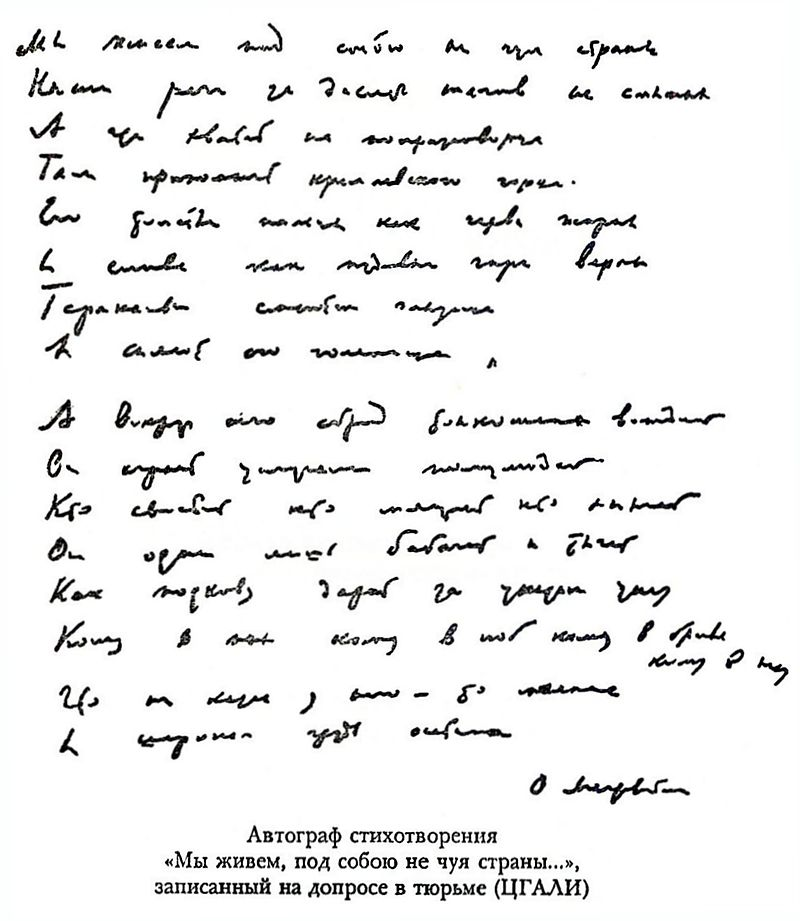 Мы живем под собою не чуя страны
Наши речи за десять шагов не слышны
А где хватит на полразговорца
Там припомнят кремлевского горца.
Его толстые пальцы как черви жирны
И слова как пудовые гири верны
Тараканьи смеются глазища
И сияют его голенища
А вокруг его сброд тонкошеих вождей
Он играет услугами полулюдей
Кто свистит кто мяучит кто хнычет
Он один лишь бабачит и тычет
Как подкову дарит за указом указ
Кому в пах кому в лоб кому в бровь
кому в глаз
Что ни казнь у него – то малина
И широкая грудь осетина
О Мандельштам
Автограф стихотворения
«Мы живем, под собою не чуя страны...»,
записанный на допросе в тюрьме (ЦГАЛИ)